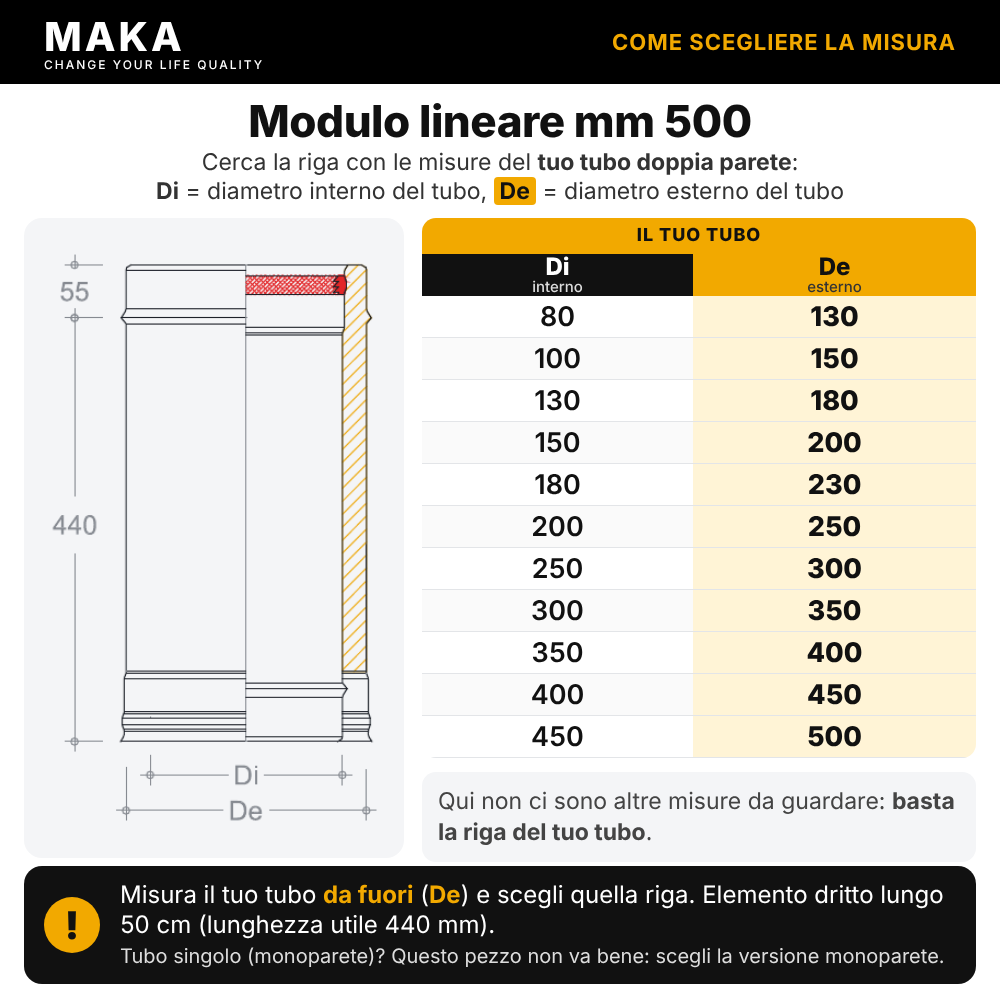 MAKA
CHANGE YOUR LIFE QUALITY
COME SCEGLIERE LA MISURA
Modulo lineare mm 500
Cerca la riga con le misure del tuo tubo doppia parete:
Di = diametro interno del tubo, De = diametro esterno del tubo
55
440
Di
De
IL TUO TUBO
Di De
interno esterno
80 130
100 150
130 180
150 200
180 230
200 250
250 300
300 350
350 400
400 450
450 500
Qui non ci sono altre misure da guardare: basta
la riga del tuo tubo.
!
Misura il tuo tubo da fuori (De) e scegli quella riga. Elemento dritto lungo
50 cm (lunghezza utile 440 mm).
Tubo singolo (monoparete)? Questo pezzo non va bene: scegli la versione monoparete.